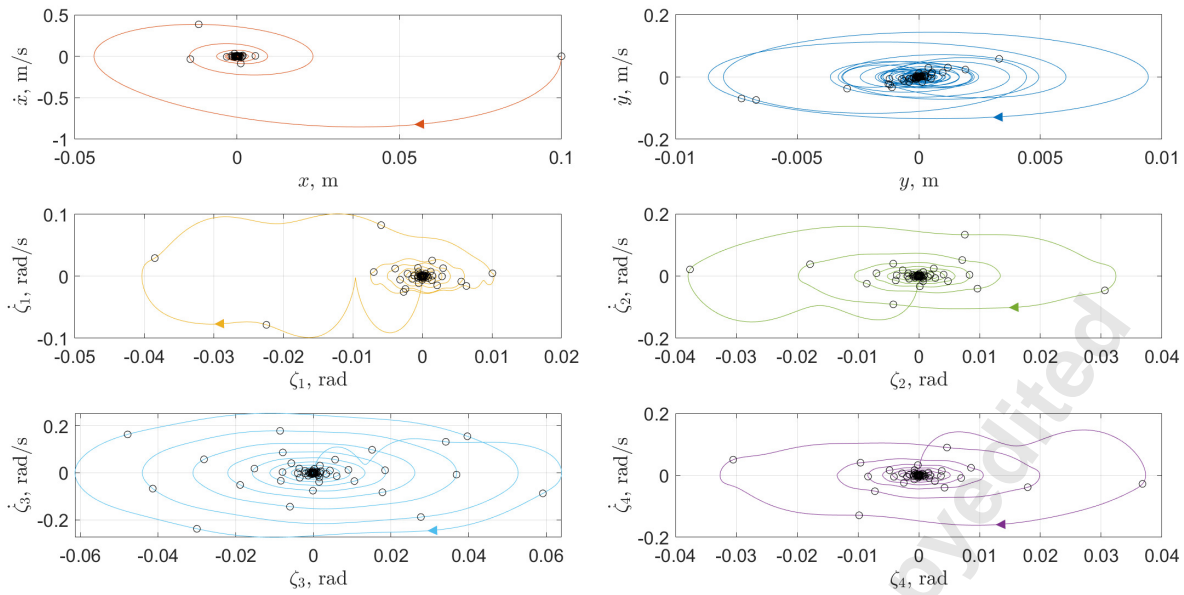 0.5
0
-0.5
-1
ẋ, m/s
-0.05 0 0.05 0.1
x, m
0.2
0
-0.2
ẏ, m/s
-0.01 -0.005 0 0.005 0.01
y, m
0.1
0
-0.1
ζ̇₁, rad/s
-0.05 -0.04 -0.03 -0.02 -0.01 0 0.01 0.02
ζ₁, rad
0.2
0
-0.2
ζ̇₂, rad/s
-0.04 -0.03 -0.02 -0.01 0 0.01 0.02 0.03 0.04
ζ₂, rad
0.2
0
-0.2
ζ̇₃, rad/s
-0.06 -0.04 -0.02 0 0.02 0.04 0.06
ζ₃, rad
0.2
0
-0.2
ζ̇₄, rad/s
-0.04 -0.03 -0.02 -0.01 0 0.01 0.02 0.03 0.04
ζ₄, rad
pyedited